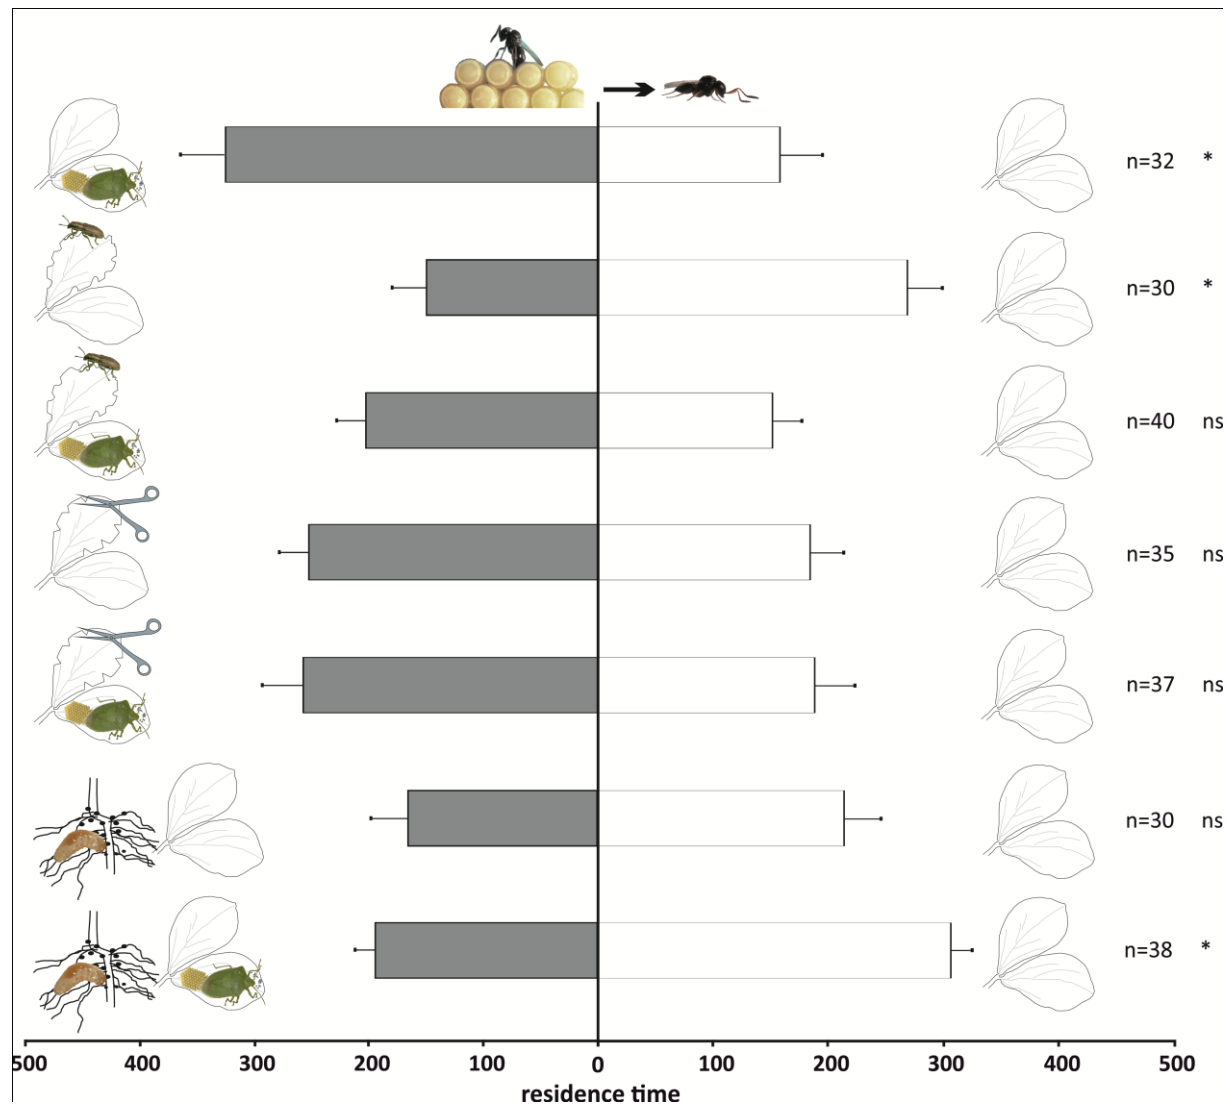 n=32 *
n=30 *
n=40 ns
n=35 ns
n=37 ns
n=30 ns
n=38 *
500 400 300 200 100 0 100 200 300 400 500
residence time